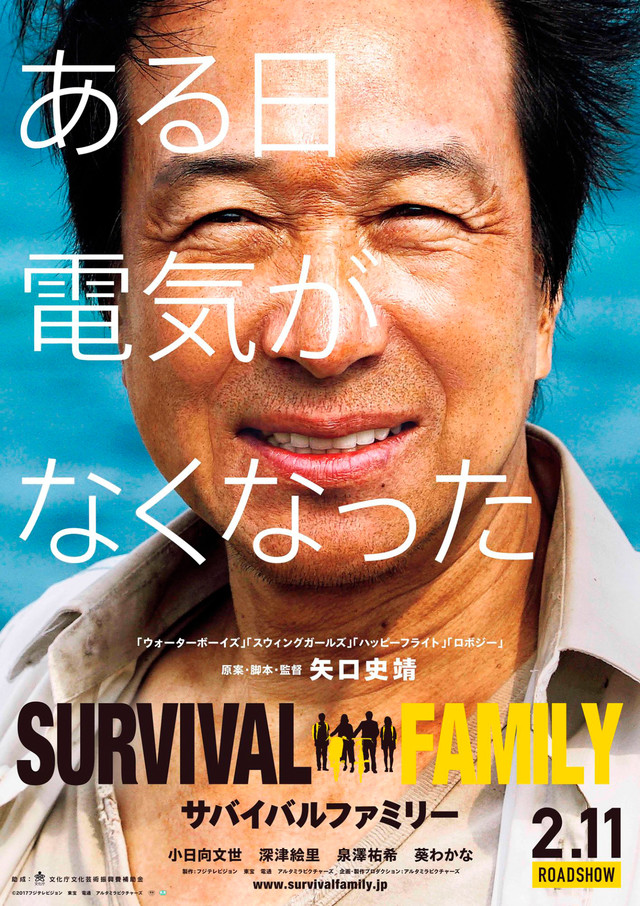 ある日
電気が
なくなった
「ウォーターボーイズ」「スウィングガールズ」「ハッピーフライト」「ロボジー」
原案・脚本・監督 矢口史靖
SURVIVAL FAMILY
サバイバルファミリー
小日向文世 深津絵里 泉澤祐希 葵わかな
製作:フジテレビジョン 東宝 電通 アルタミラピクチャーズ 企画・製作プロダクション:アルタミラピクチャーズ
www.survivalfamily.jp
2.11
ROADSHOW
助成: 文化庁文化芸術振興費補助金
©2017フジテレビジョン 東宝 電通 アルタミラピクチャーズ